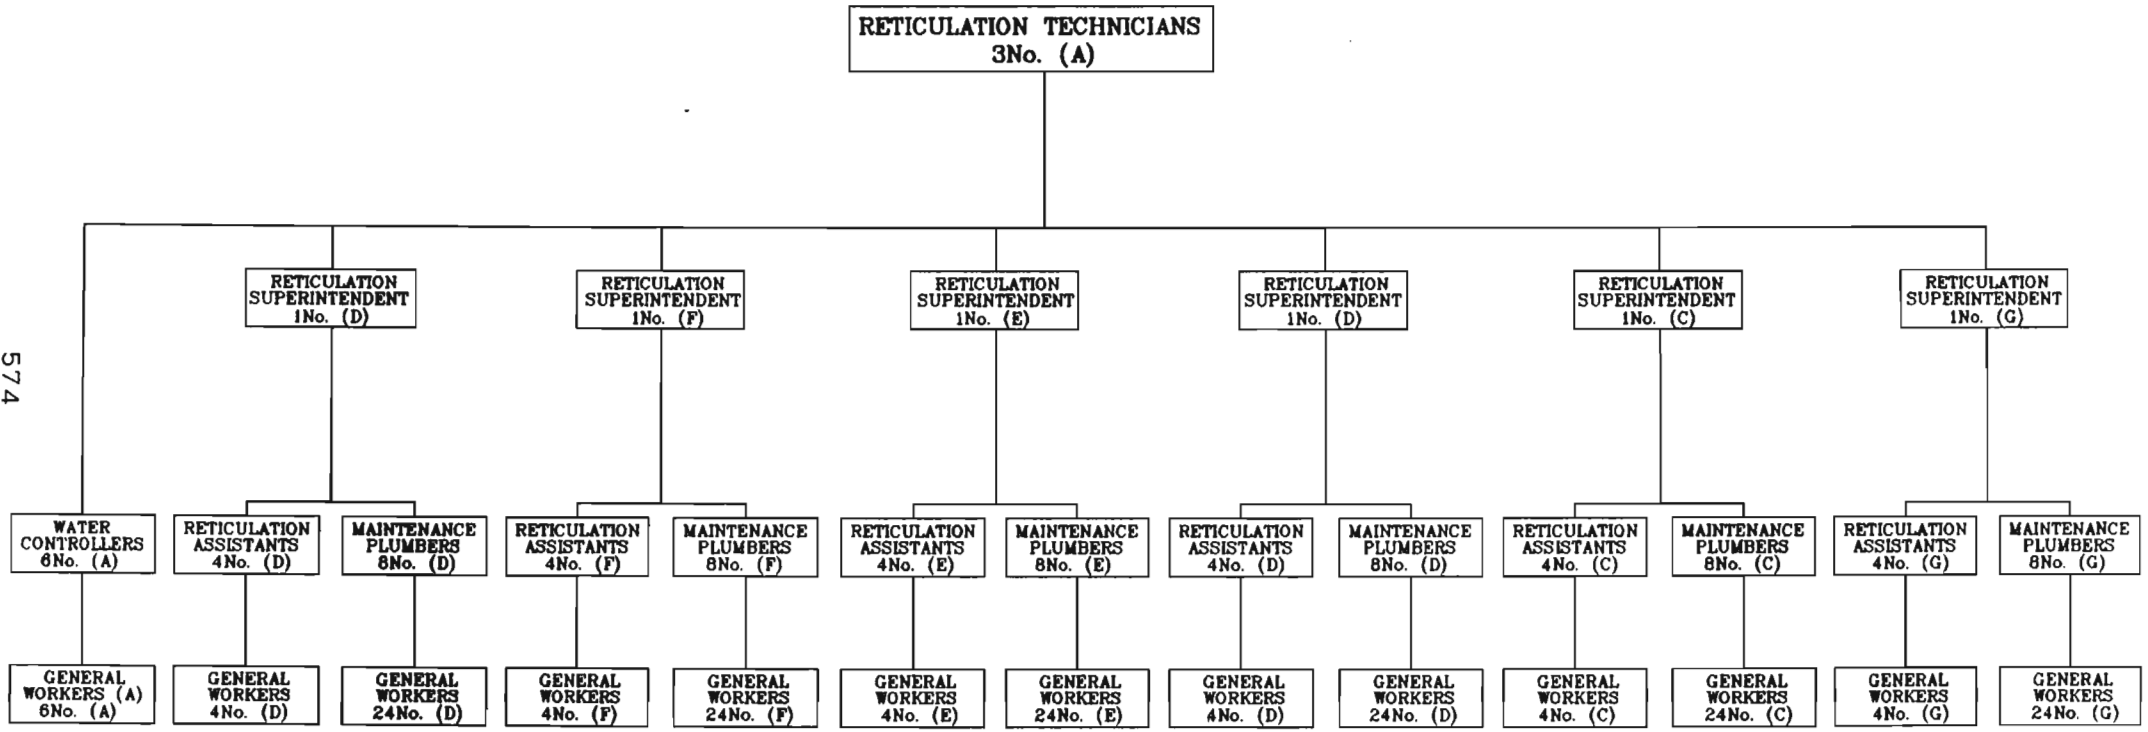 RETICULATION TECHNICIANS
3No. (A)
RETICULATION
SUPERINTENDENT
1No. (D)
RETICULATION
SUPERINTENDENT
1No. (F)
RETICULATION
SUPERINTENDENT
1No. (E)
RETICULATION
SUPERINTENDENT
1No. (D)
RETICULATION
SUPERINTENDENT
1No. (C)
RETICULATION
SUPERINTENDENT
1No. (G)
574
WATER
CONTROLLERS
6No. (A)
RETICULATION
ASSISTANTS
4No. (D)
MAINTENANCE
PLUMBERS
8No. (D)
RETICULATION
ASSISTANTS
4No. (F)
MAINTENANCE
PLUMBERS
8No. (F)
RETICULATION
ASSISTANTS
4No. (E)
MAINTENANCE
PLUMBERS
8No. (E)
RETICULATION
ASSISTANTS
4No. (D)
MAINTENANCE
PLUMBERS
8No. (D)
RETICULATION
ASSISTANTS
4No. (C)
MAINTENANCE
PLUMBERS
8No. (C)
RETICULATION
ASSISTANTS
4No. (G)
MAINTENANCE
PLUMBERS
8No. (G)
GENERAL
WORKERS (A)
6No. (A)
GENERAL
WORKERS
4No. (D)
GENERAL
WORKERS
24No. (D)
GENERAL
WORKERS
4No. (F)
GENERAL
WORKERS
24No. (F)
GENERAL
WORKERS
4No. (E)
GENERAL
WORKERS
24No. (E)
GENERAL
WORKERS
4No. (D)
GENERAL
WORKERS
24No. (D)
GENERAL
WORKERS
4No. (C)
GENERAL
WORKERS
24No. (C)
GENERAL
WORKERS
4No. (G)
GENERAL
WORKERS
24No. (G)